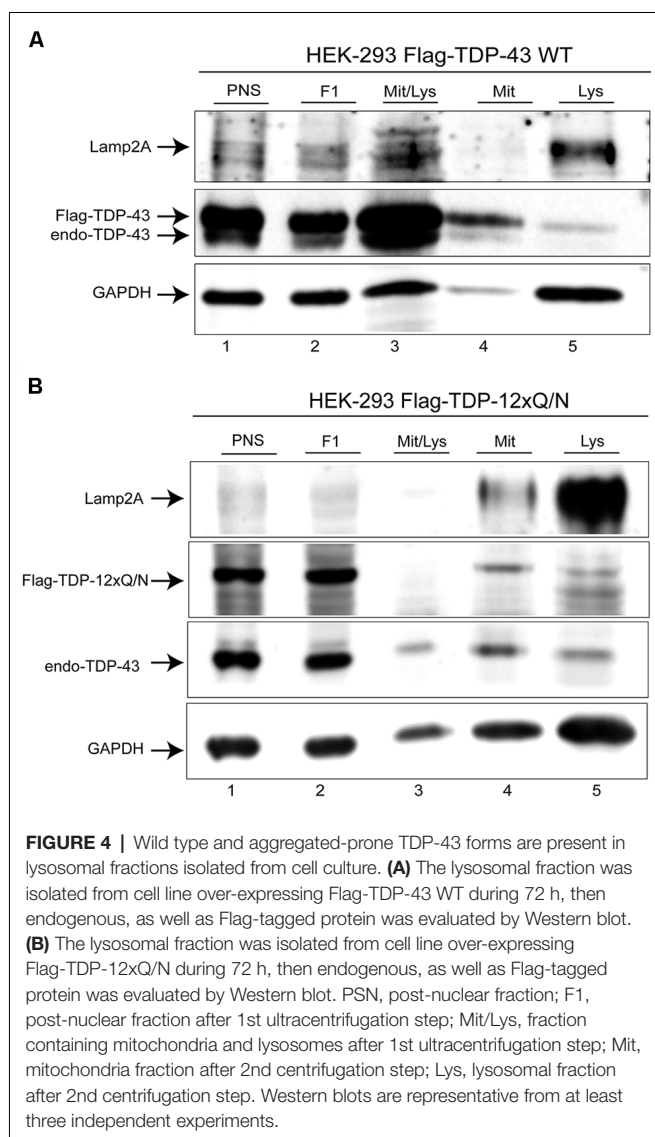 A
HEK-293 Flag-TDP-43 WT
PNS F1 Mit/Lys Mit Lys
Lamp2A
Flag-TDP-43
endo-TDP-43
GAPDH
1 2 3 4 5
B
HEK-293 Flag-TDP-12xQ/N
PNS F1 Mit/Lys Mit Lys
Lamp2A
Flag-TDP-12xQ/N
endo-TDP-43
GAPDH
1 2 3 4 5
FIGURE 4 | Wild type and aggregated-prone TDP-43 forms are present in
lysosomal fractions isolated from cell culture. (A) The lysosomal fraction was
isolated from cell line over-expressing Flag-TDP-43 WT during 72 h, then
endogenous, as well as Flag-tagged protein was evaluated by Western blot.
(B) The lysosomal fraction was isolated from cell line over-expressing
Flag-TDP-12xQ/N during 72 h, then endogenous, as well as Flag-tagged
protein was evaluated by Western blot. PSN, post-nuclear fraction; F1,
post-nuclear fraction after 1st ultracentrifugation step; Mit/Lys, fraction
containing mitochondria and lysosomes after 1st ultracentrifugation step; Mit,
mitochondria fraction after 2nd centrifugation step; Lys, lysosomal fraction
after 2nd centrifugation step. Western blots are representative from at least
three independent experiments.